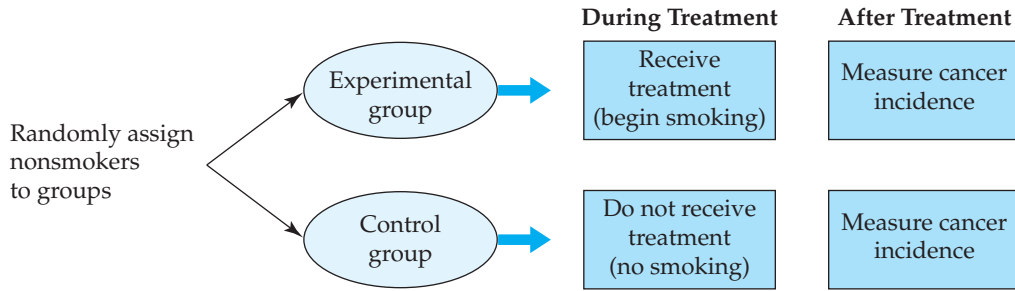 During Treatment
After Treatment
Randomly assign
nonsmokers
to groups
Experimental
group
Receive
treatment
(begin smoking)
Measure cancer
incidence
Control
group
Do not receive
treatment
(no smoking)
Measure cancer
incidence